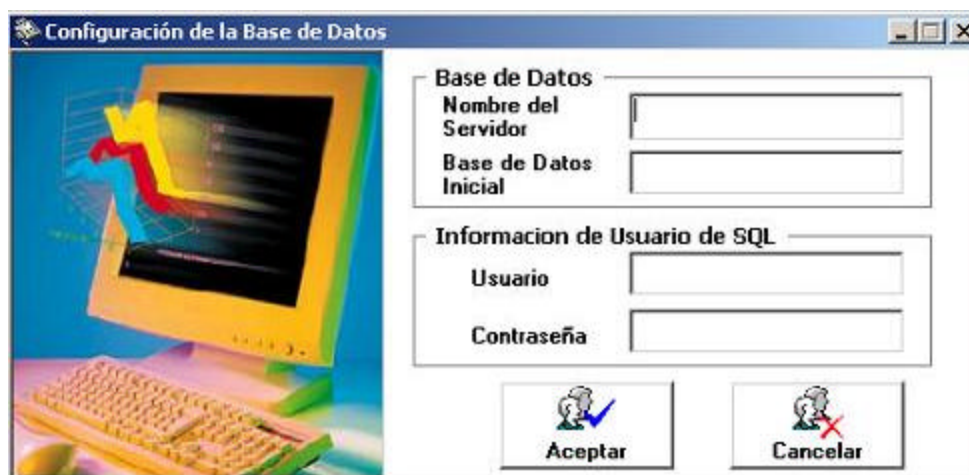 Configuración de la Base de Datos
Base de Datos
Nombre del
Servidor
Base de Datos
Inicial
Informacion de Usuario de SQL
Usuario
Contraseña
Aceptar
Cancelar